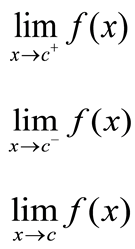 lim f(x)
x→c⁺
lim f(x)
x→c⁻
lim f(x)
x→c